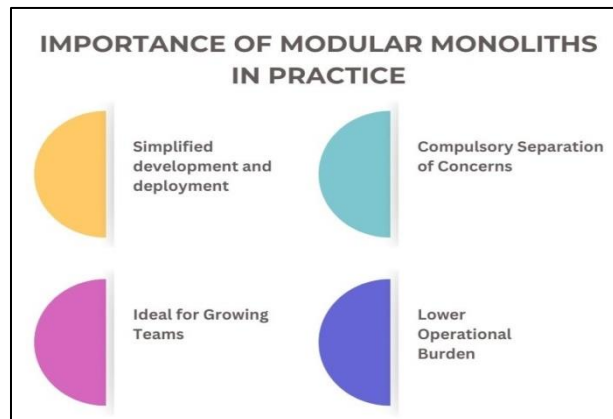 IMPORTANCE OF MODULAR MONOLITHS
IN PRACTICE
Simplified
development and
deployment
Compulsory Separation
of Concerns
Ideal for Growing
Teams
Lower
Operational
Burden